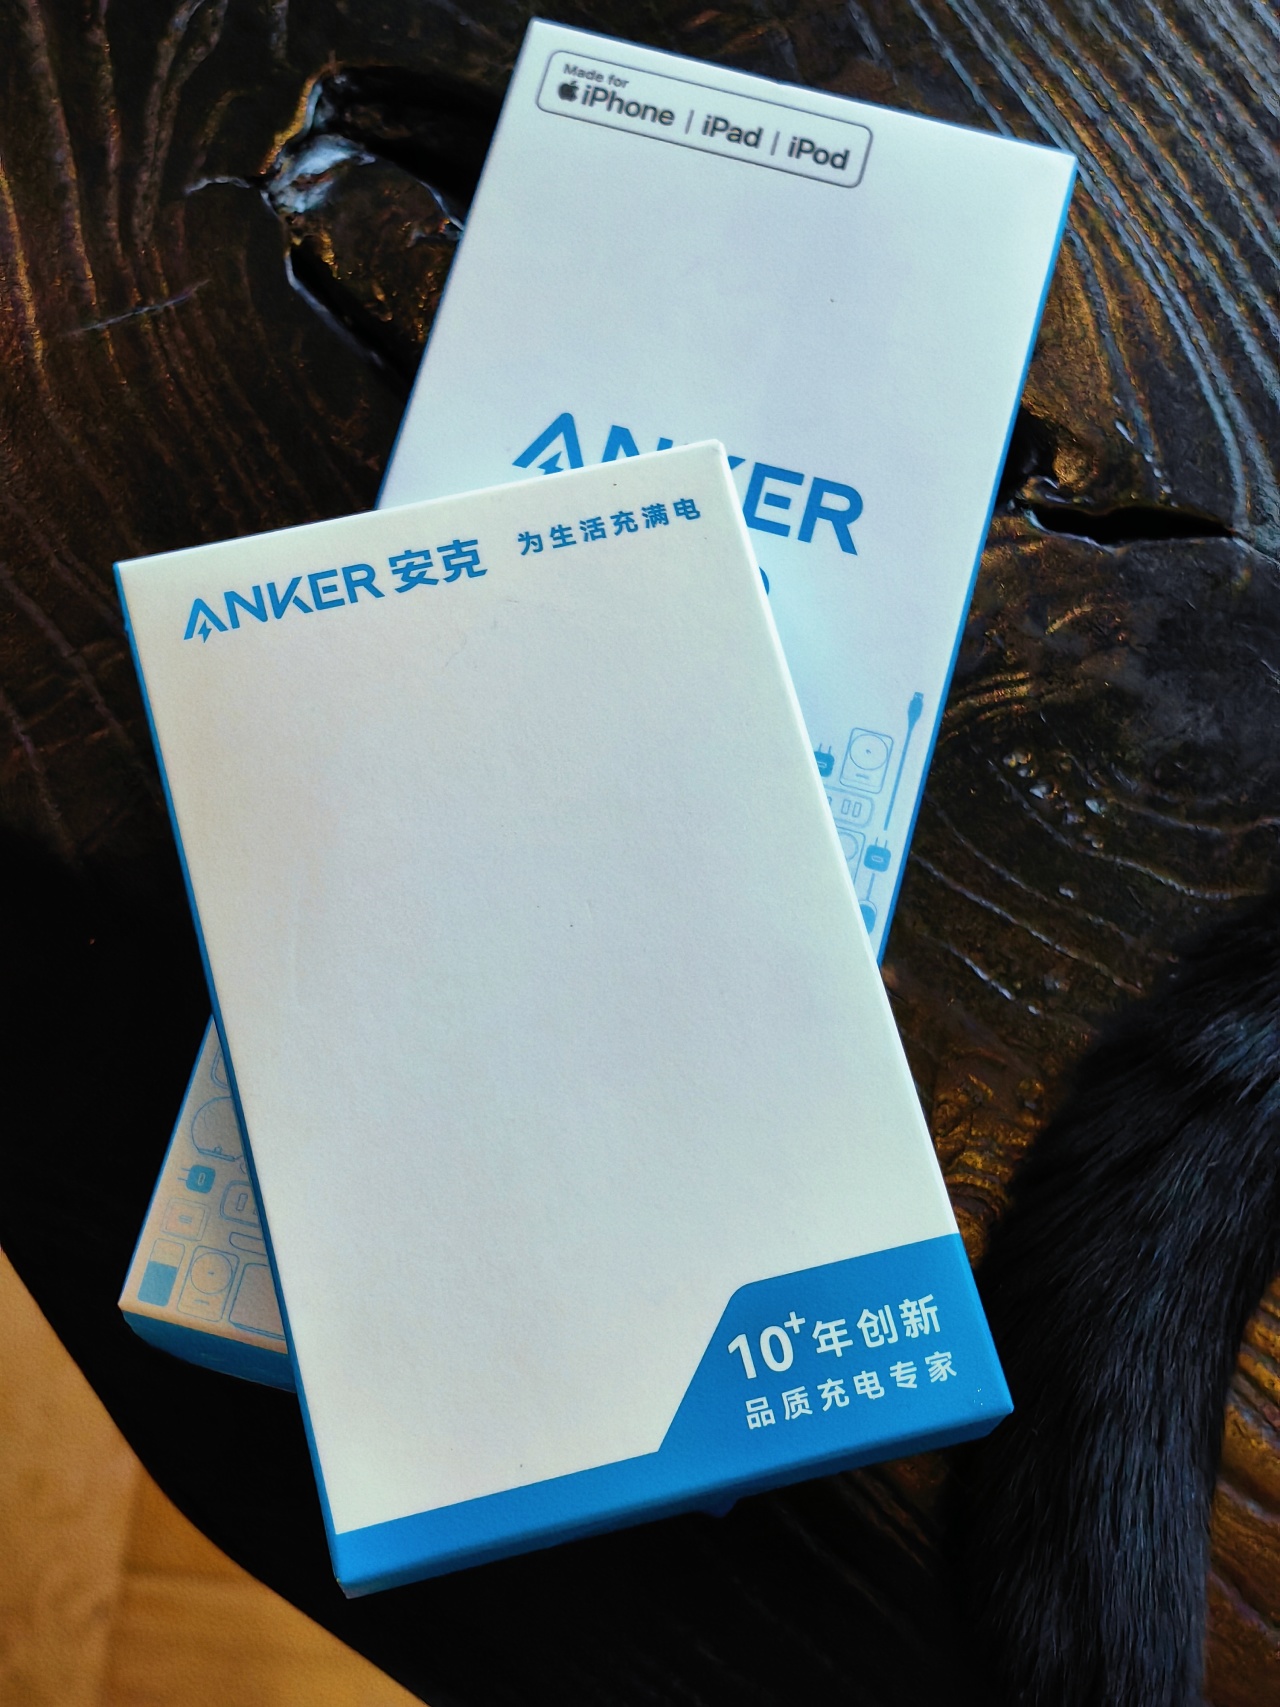 Made for
iPhone | iPad | iPod
ANKER
ANKER 安克 为生活充满电
10+年创新
品质充电专家